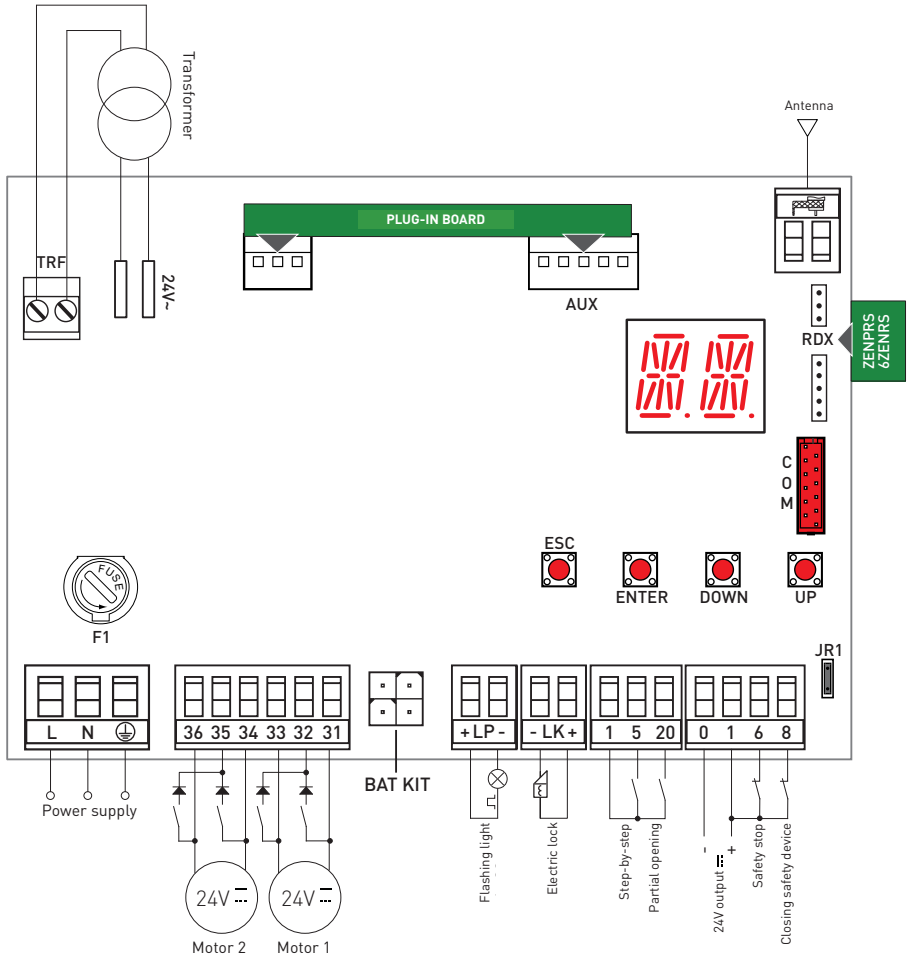 Transformer
Antenna
PLUG-IN BOARD
TRF
24V~
AUX
RDX
ZENPRS
6ZENRS
COM
ESC
ENTER
DOWN
UP
FUSE
F1
JR1
L N
36 35 34 33 32 31
+ LP -
- LK +
1 5 20
0 1 6 8
BAT KIT
Power supply
Flashing light
Electric lock
Step-by-step
Partial opening
- +
24V output
Safety stop
Closing safety device
24V
24V
Motor 2
Motor 1